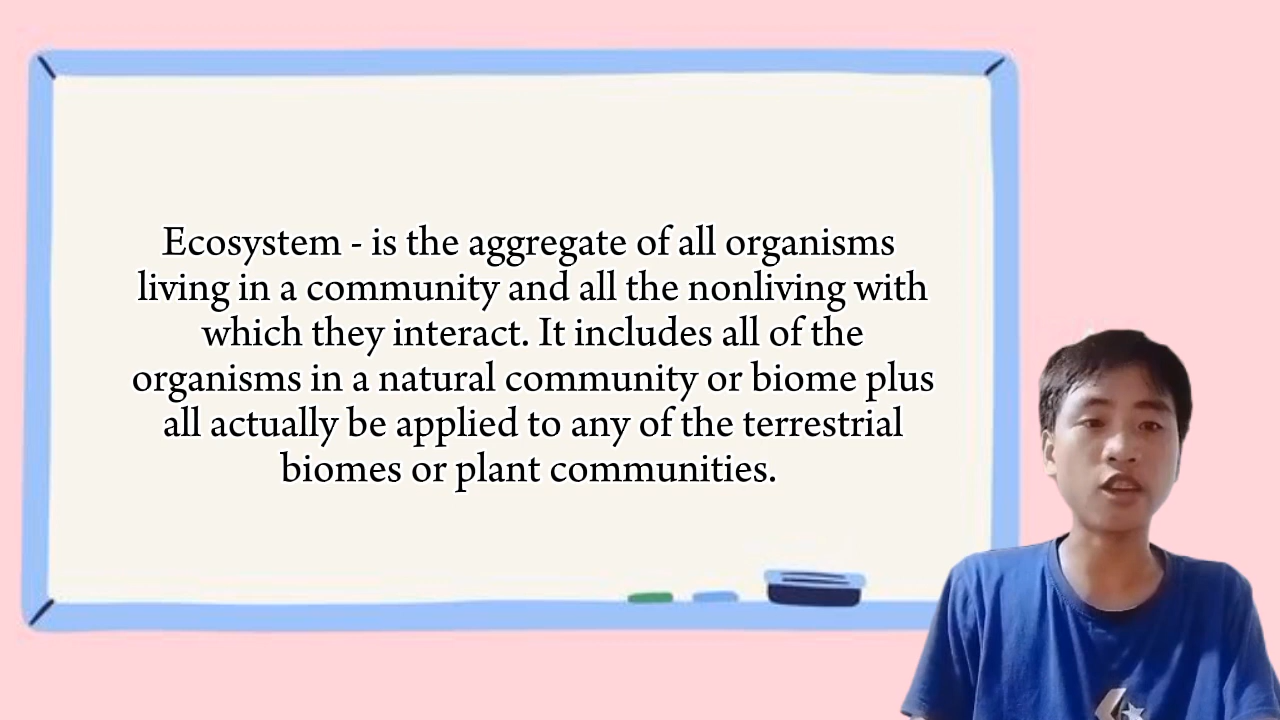 Ecosystem - is the aggregate of all organisms
living in a community and all the nonliving with
which they interact. It includes all of the
organisms in a natural community or biome plus
all actually be applied to any of the terrestrial
biomes or plant communities.